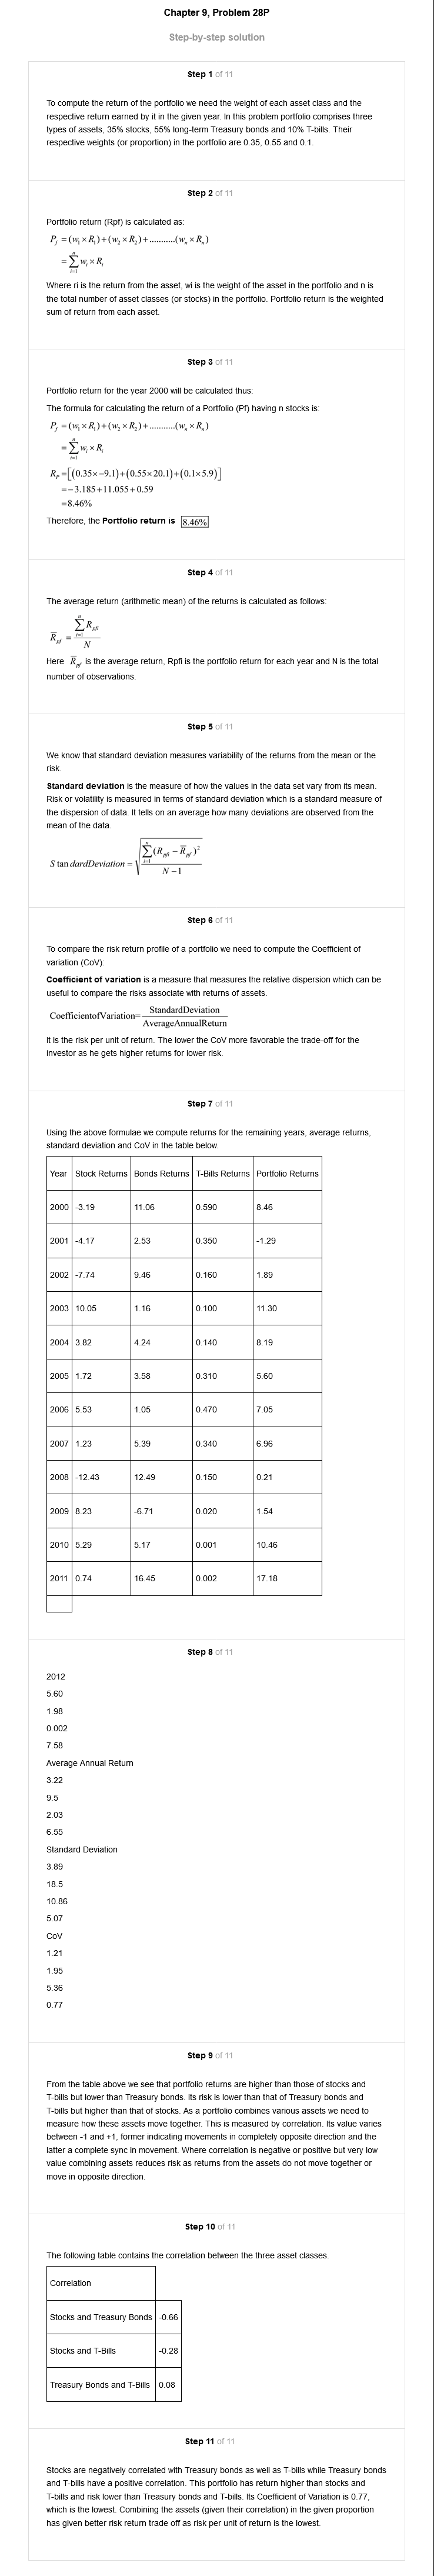 Chapter 9, Problem 28P
Step-by-step solution
Step 1 of 11
To compute the return of the portfolio we need the weight of each asset class and the
respective return earned by it in the given year. In this problem portfolio comprises three
types of assets, 35% stocks, 55% long-term Treasury bonds and 10% T-bills. Their
respective weights (or proportion) in the portfolio are 0.35, 0.55 and 0.1.
Step 2 of 11
Portfolio return (Rpf) is calculated as:
P_f = (w_1 × R_1) + (w_2 × R_2) + ...........(w_n × R_n)
= \sum_{i=1}^{n} w_i × R_i
Where ri is the return from the asset, wi is the weight of the asset in the portfolio and n is
the total number of asset classes (or stocks) in the portfolio. Portfolio return is the weighted
sum of return from each asset.
Step 3 of 11
Portfolio return for the year 2000 will be calculated thus:
The formula for calculating the return of a Portfolio (Pf) having n stocks is:
P_f = (w_1 × R_1) + (w_2 × R_2) + ...........(w_n × R_n)
= \sum_{i=1}^{n} w_i × R_i
R_P = [(0.35×−9.1)+(0.55×20.1)+(0.1×5.9)]
=−3.185+11.055+0.59
=8.46%
Therefore, the Portfolio return is 8.46%
Step 4 of 11
The average return (arithmetic mean) of the returns is calculated as follows:
\bar{R}_{pf} = \frac{\sum_{i=1}^{n} R_{pfi}}{N}
Here \bar{R}_{pf} is the average return, Rpfi is the portfolio return for each year and N is the total
number of observations.
Step 5 of 11
We know that standard deviation measures variability of the returns from the mean or the
risk.
Standard deviation is the measure of how the values in the data set vary from its mean.
Risk or volatility is measured in terms of standard deviation which is a standard measure of
the dispersion of data. It tells on an average how many deviations are observed from the
mean of the data.
S tan dardDeviation = \sqrt{\frac{\sum_{i=1}^{n} (R_{pfi} − \bar{R}_{pf})^2}{N−1}}
Step 6 of 11
To compare the risk return profile of a portfolio we need to compute the Coefficient of
variation (CoV):
Coefficient of variation is a measure that measures the relative dispersion which can be
useful to compare the risks associate with returns of assets.
CoefficientofVariation= \frac{StandardDeviation}{AverageAnnualReturn}
It is the risk per unit of return. The lower the CoV more favorable the trade-off for the
investor as he gets higher returns for lower risk.
Step 7 of 11
Using the above formulae we compute returns for the remaining years, average returns,
standard deviation and CoV in the table below.
Year Stock Returns Bonds Returns T-Bills Returns Portfolio Returns
2000 -3.19 11.06 0.590 8.46
2001 -4.17 2.53 0.350 -1.29
2002 -7.74 9.46 0.160 1.89
2003 10.05 1.16 0.100 11.30
2004 3.82 4.24 0.140 8.19
2005 1.72 3.58 0.310 5.60
2006 5.53 1.05 0.470 7.05
2007 1.23 5.39 0.340 6.96
2008 -12.43 12.49 0.150 0.21
2009 8.23 -6.71 0.020 1.54
2010 5.29 5.17 0.001 10.46
2011 0.74 16.45 0.002 17.18
Step 8 of 11
2012
5.60
1.98
0.002
7.58
Average Annual Return
3.22
9.5
2.03
6.55
Standard Deviation
3.89
18.5
10.86
5.07
CoV
1.21
1.95
5.36
0.77
Step 9 of 11
From the table above we see that portfolio returns are higher than those of stocks and
T-bills but lower than Treasury bonds. Its risk is lower than that of Treasury bonds and
T-bills but higher than that of stocks. As a portfolio combines various assets we need to
measure how these assets move together. This is measured by correlation. Its value varies
between -1 and +1, former indicating movements in completely opposite direction and the
latter a complete sync in movement. Where correlation is negative or positive but very low
value combining assets reduces risk as returns from the assets do not move together or
move in opposite direction.
Step 10 of 11
The following table contains the correlation between the three asset classes.
Correlation
Stocks and Treasury Bonds -0.66
Stocks and T-Bills -0.28
Treasury Bonds and T-Bills 0.08
Step 11 of 11
Stocks are negatively correlated with Treasury bonds as well as T-bills while Treasury bonds
and T-bills have a positive correlation. This portfolio has return higher than stocks and
T-bills and risk lower than Treasury bonds and T-bills. Its Coefficient of Variation is 0.77,
which is the lowest. Combining the assets (given their correlation) in the given proportion
has given better risk return trade off as risk per unit of return is the lowest.